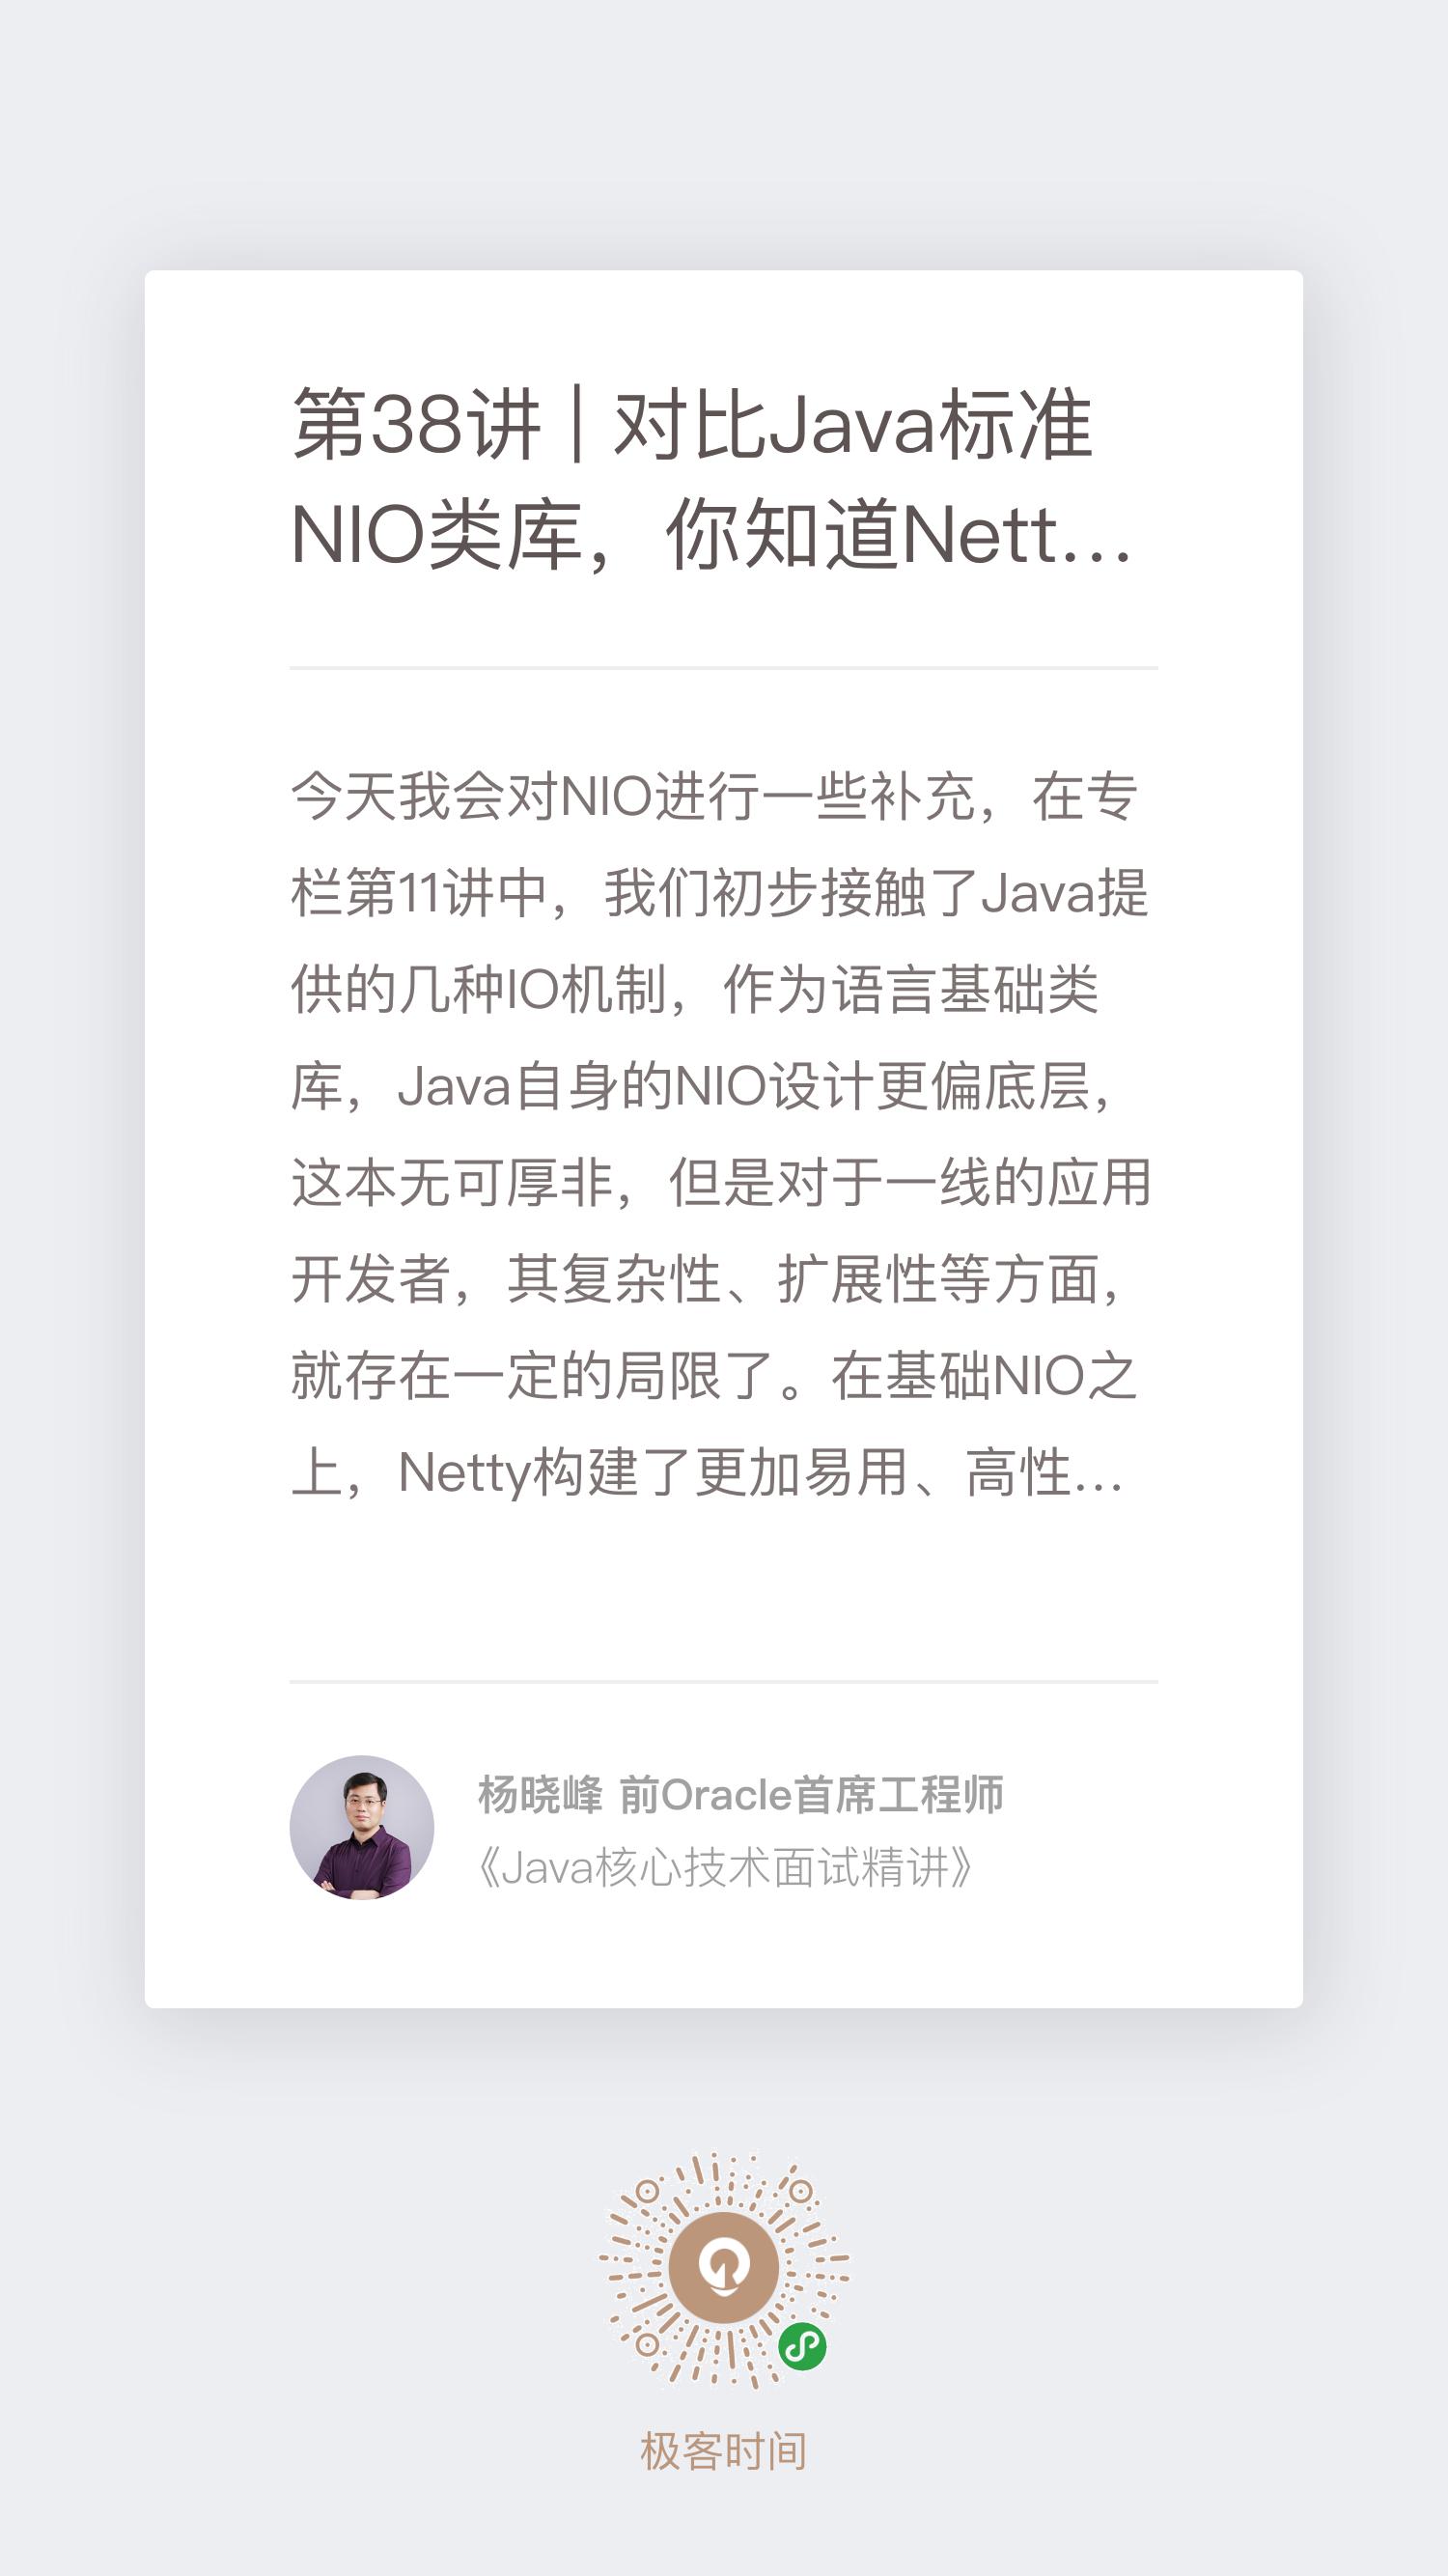 第38讲 | 对比Java标准
NIO类库，你知道Nett...
今天我会对NIO进行一些补充，在专
栏第11讲中，我们初步接触了Java提
供的几种IO机制，作为语言基础类
库，Java自身的NIO设计更偏底层，
这本无可厚非，但是对于一线的应用
开发者，其复杂性、扩展性等方面，
就存在一定的局限了。在基础NIO之
上，Netty构建了更加易用、高性...
杨晓峰 前Oracle首席工程师
《Java核心技术面试精讲》
极客时间